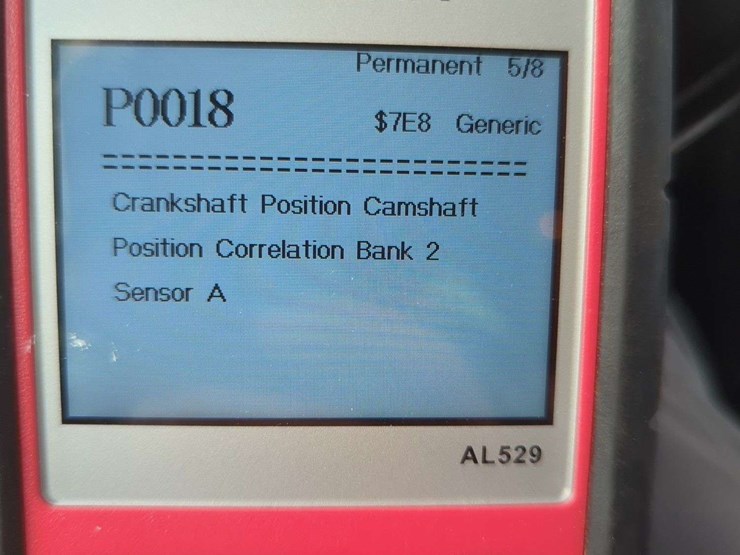 Permanent 5/8
P0018
$7E8 Generic
==============================
Crankshaft Position Camshaft
Position Correlation Bank 2
Sensor A
AL529